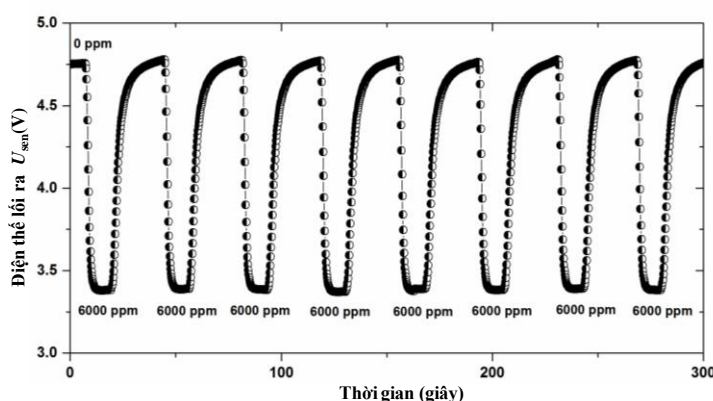 5.0
0 ppm
4.5
4.0
3.5
3.0
Điện thế lối ra Usen(V)
6000 ppm 6000 ppm 6000 ppm 6000 ppm 6000 ppm 6000 ppm 6000 ppm 6000 ppm
0 100 200 300
Thời gian (giây)